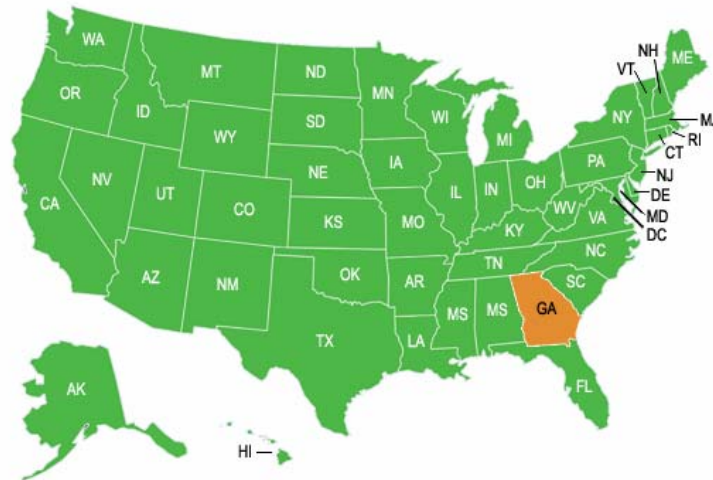 WA
MT
ND
MN
OR
ID
WY
SD
WI
MI
NY
VT
NH
ME
MA
RI
CT
NJ
DE
MD
DC
PA
NV
UT
CO
NE
IA
IL
IN
OH
WV
VA
CA
KS
MO
KY
NC
AZ
NM
OK
AR
TN
SC
TX
LA
MS
MS
GA
FL
AK
HI